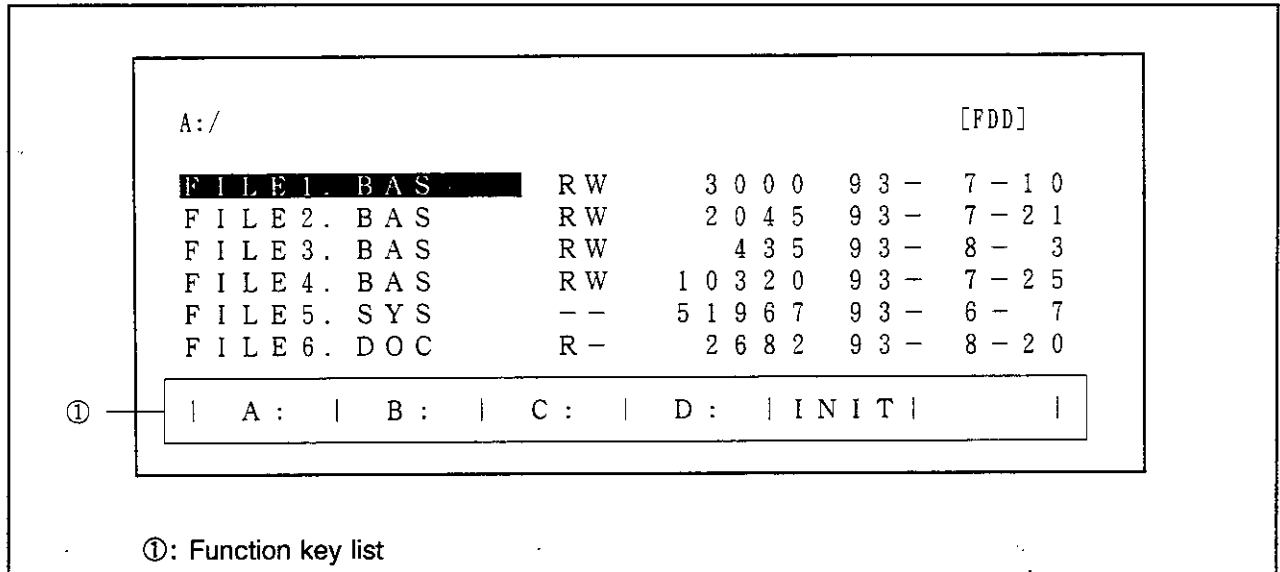 A:/ [FDD]
FILE1. BAS RW 3000 93- 7-10
FILE2. BAS RW 2045 93- 7-21
FILE3. BAS RW 435 93- 8- 3
FILE4. BAS RW 10320 93- 7-25
FILE5. SYS -- 51967 93- 6- 7
FILE6. DOC R- 2682 93- 8-20
① | A: | B: | C: | D: | INIT | |
①: Function key list